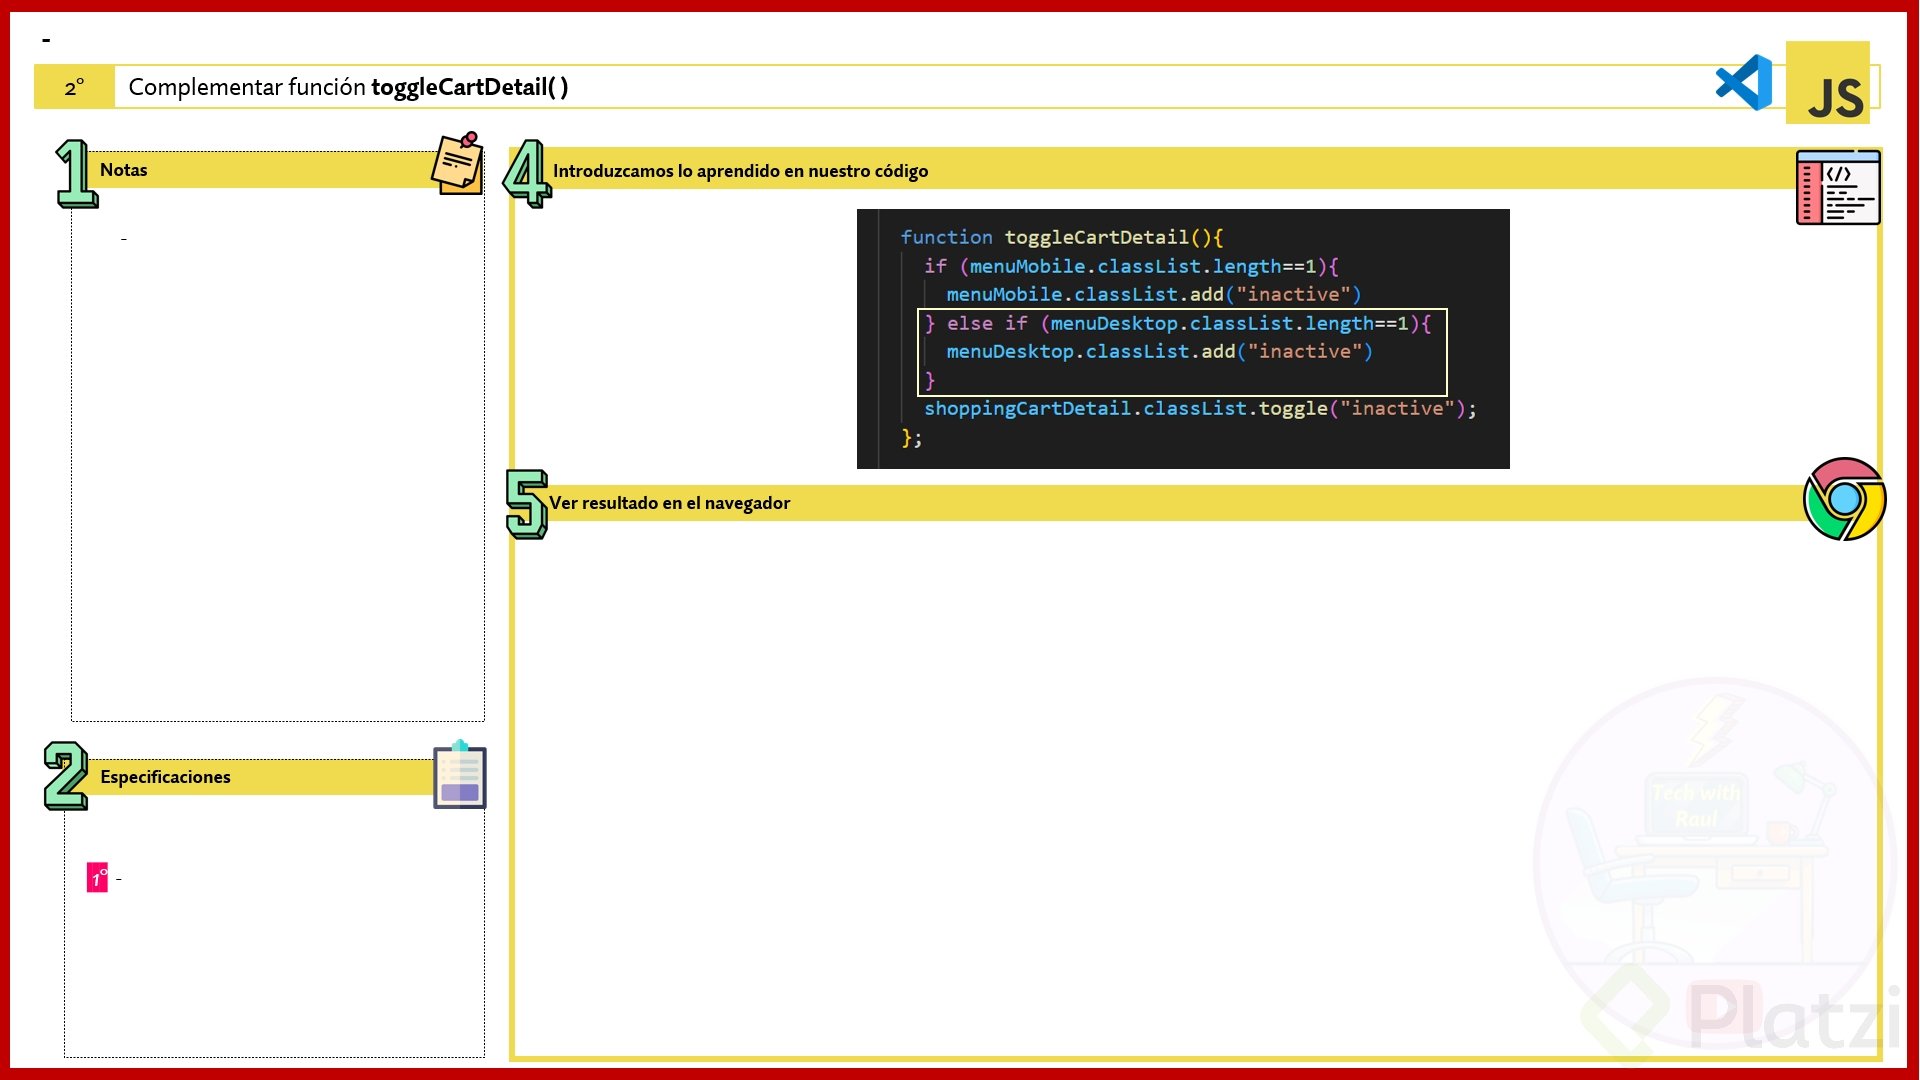 -
2° Complementar función toggleCartDetail( )
JS
1 Notas
-
2 Especificaciones
1° -
4 Introduzcamos lo aprendido en nuestro código
</>
function toggleCartDetail(){
if (menuMobile.classList.length==1){
menuMobile.classList.add("inactive")
} else if (menuDesktop.classList.length==1){
menuDesktop.classList.add("inactive")
}
shoppingCartDetail.classList.toggle("inactive");
};
5 Ver resultado en el navegador
Tech with
Raul
Platzi